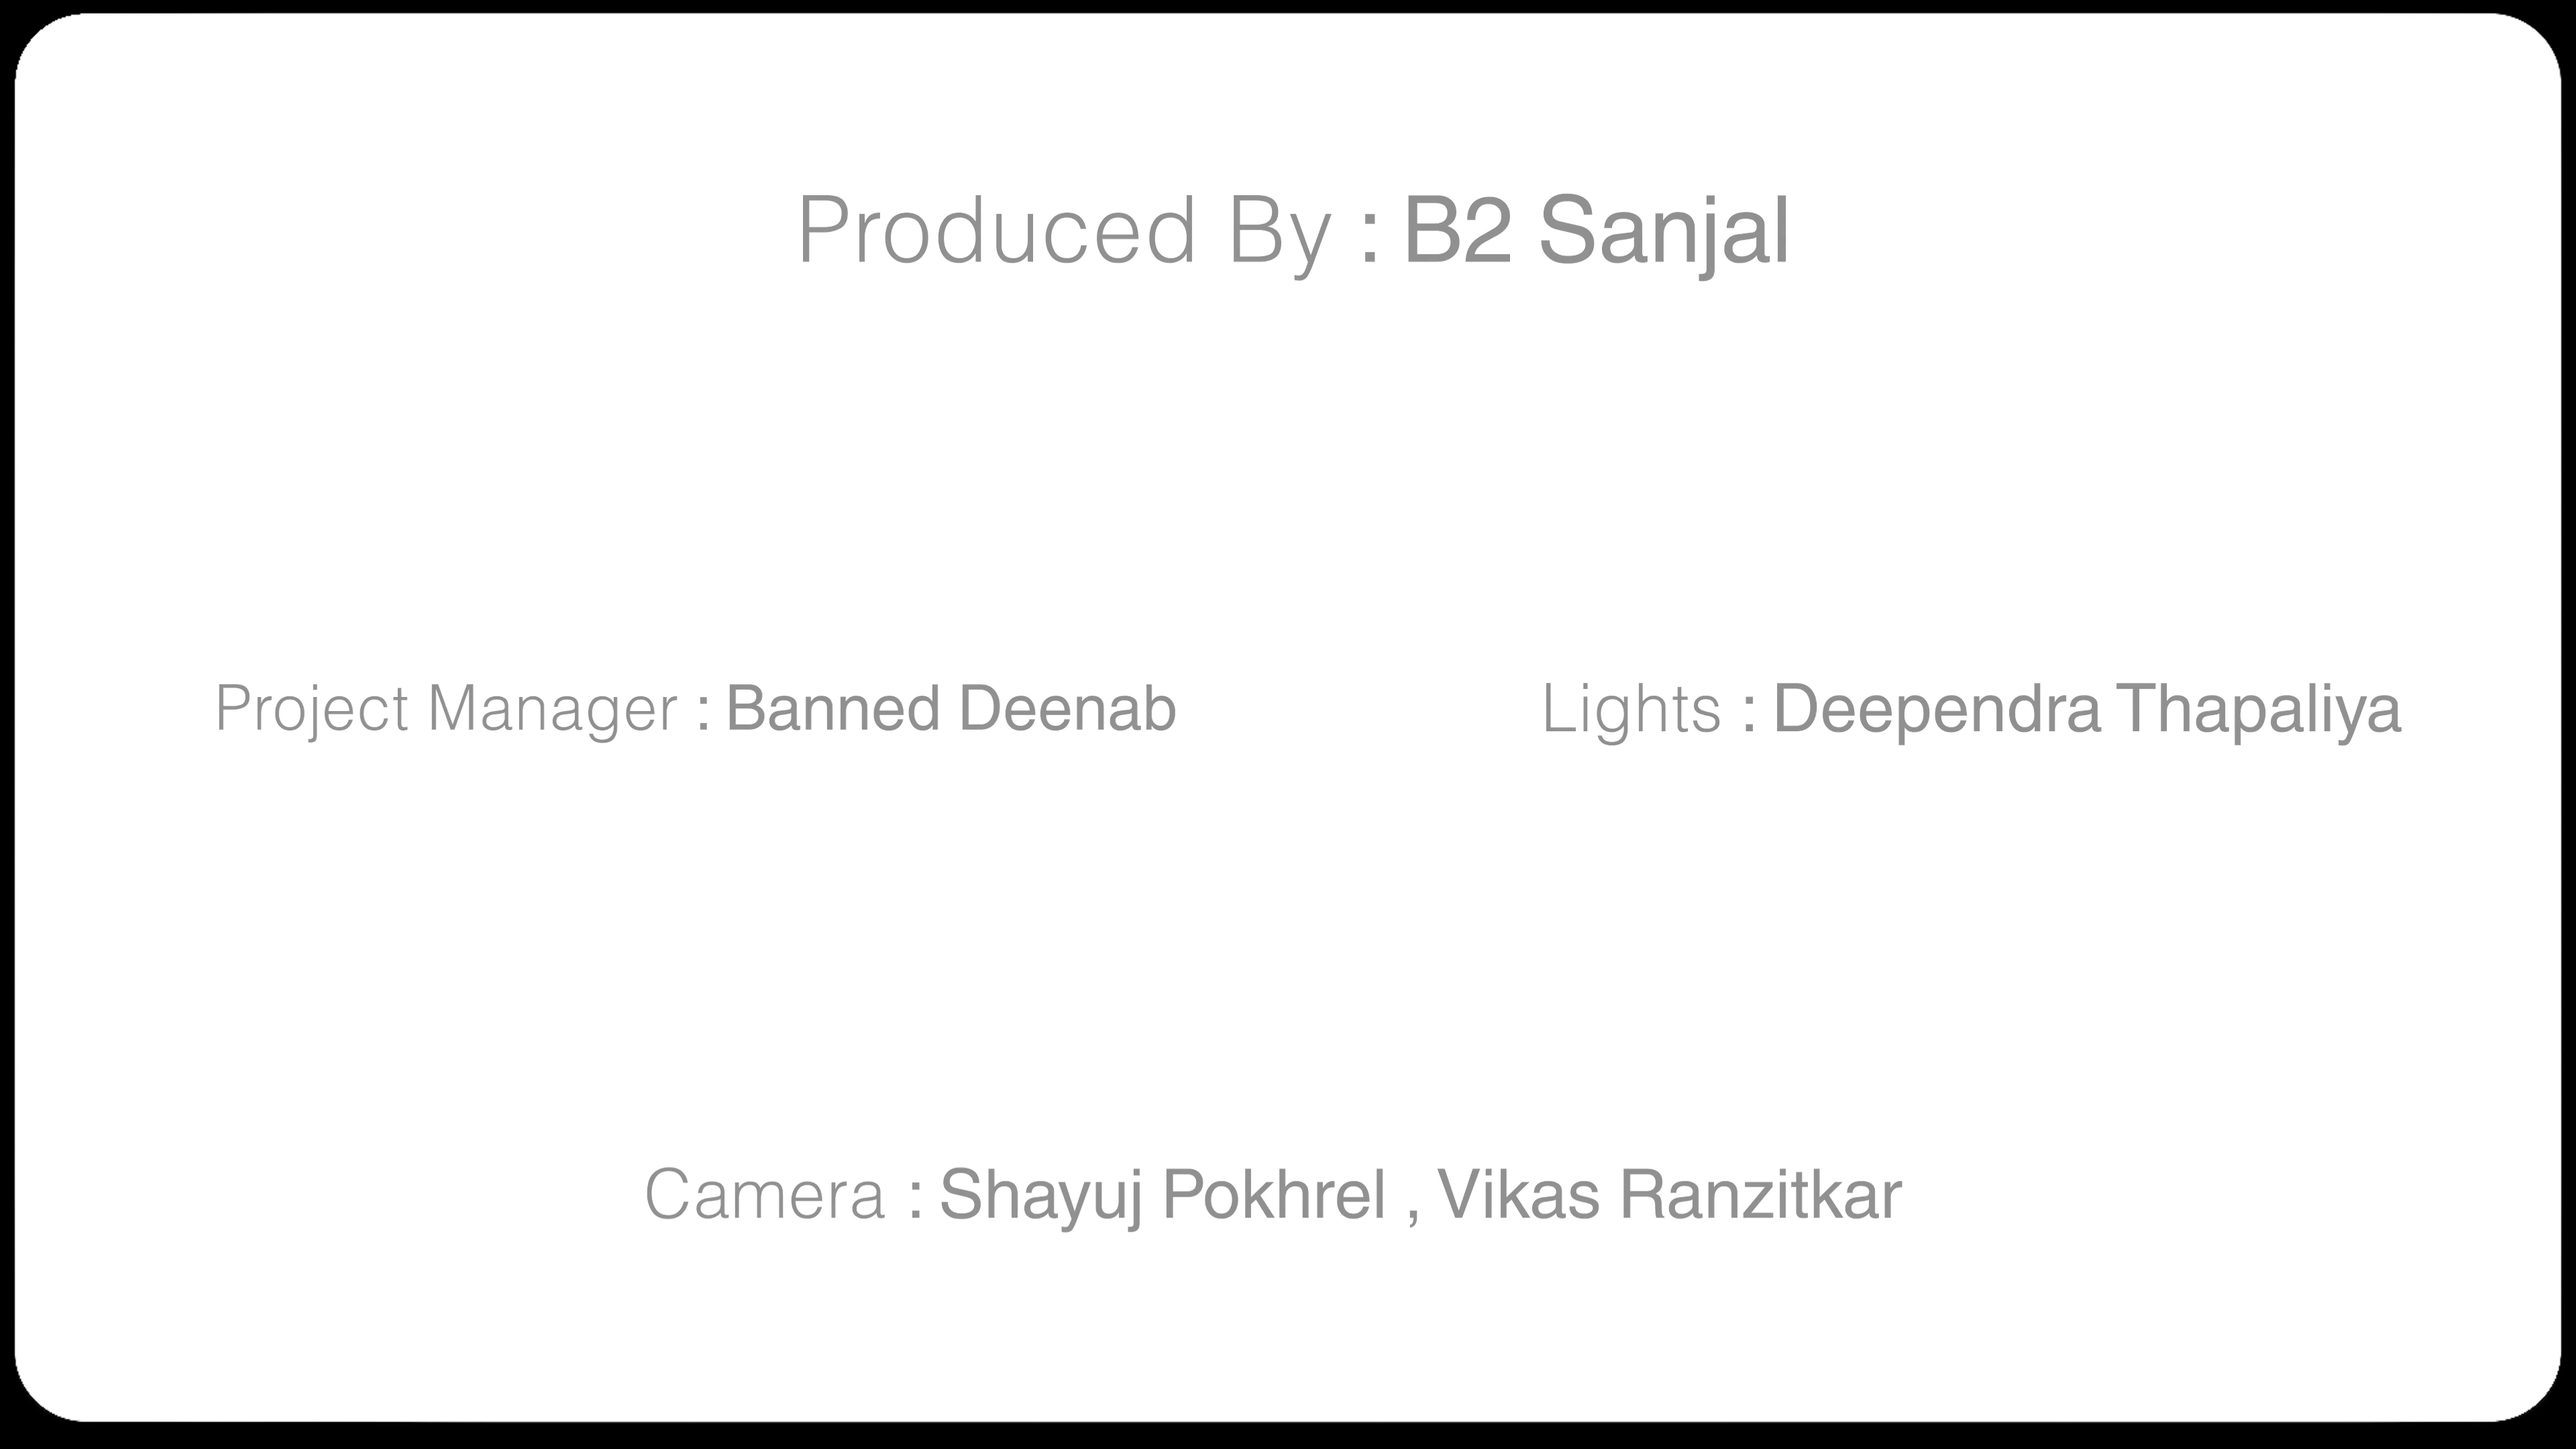 Produced By : B2 Sanjal
Project Manager : Banned Deenab
Lights : Deependra Thapaliya
Camera : Shayuj Pokhrel , Vikas Ranzitkar